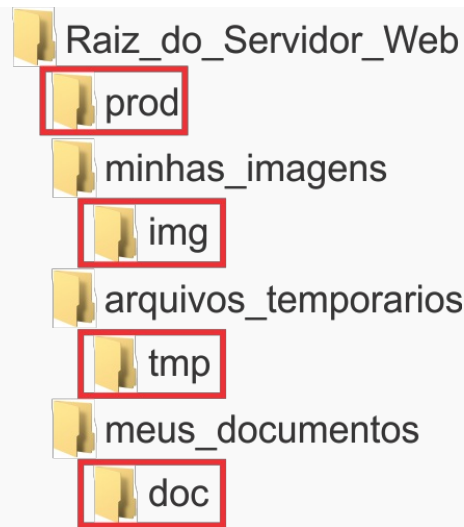 Raiz_do_Servidor_Web
prod
minhas_imagens
img
arquivos_temporarios
tmp
meus_documentos
doc